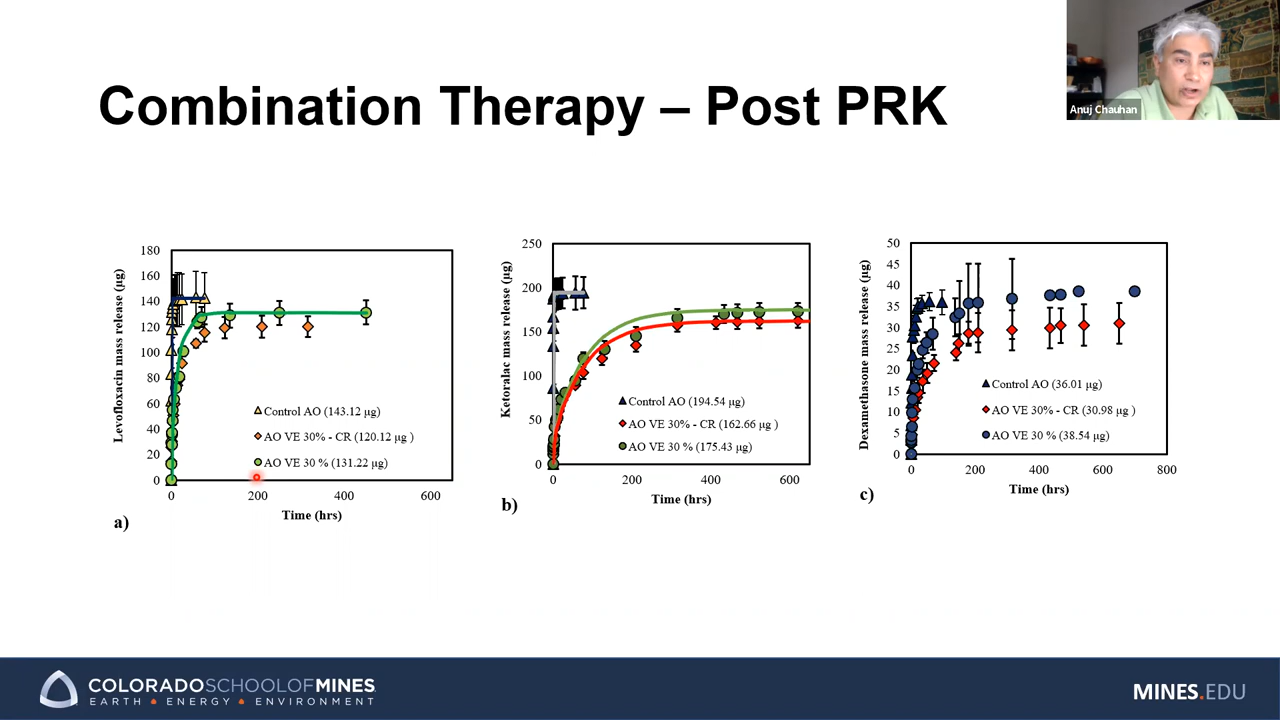 Anuj Chauhan
Combination Therapy – Post PRK
Levofloxacin mass release (µg)
180
160
140
120
100
80
60
40
20
0
0
200
400
600
Time (hrs)
Control AO (143.12 µg)
AO VE 30% - CR (120.12 µg )
AO VE 30 % (131.22 µg)
a)
Ketoralac mass release (µg)
250
200
150
100
50
0
0
200
400
600
Time (hrs)
Control AO (194.54 µg)
AO VE 30% - CR (162.66 µg )
AO VE 30 % (175.43 µg)
b)
Dexamethasone mass release (µg)
50
45
40
35
30
25
20
15
10
5
0
0
200
400
600
800
Time (hrs)
Control AO (36.01 µg)
AO VE 30% - CR (30.98 µg )
AO VE 30 % (38.54 µg)
c)
COLORADOSCHOOLOFMINES
EARTH • ENERGY • ENVIRONMENT
MINES.EDU